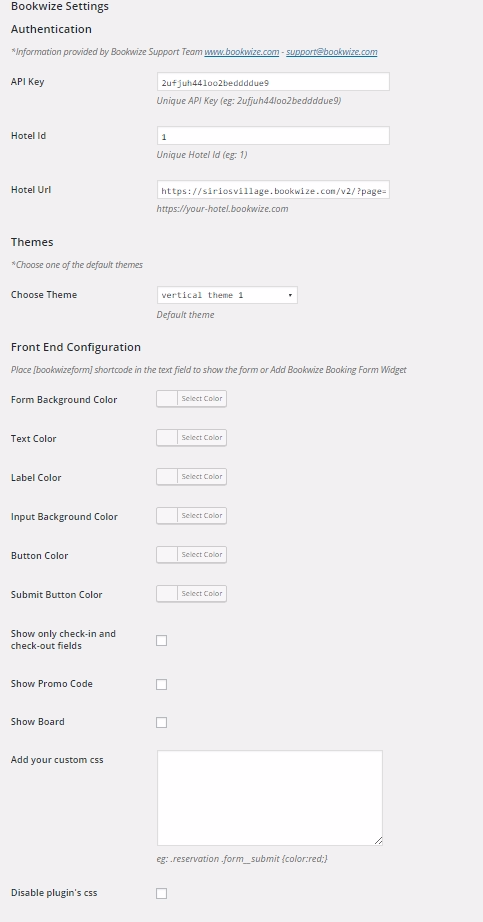 Bookwize Settings
Authentication
*Information provided by Bookwize Support Team www.bookwize.com - support@bookwize.com
API Key
2ufjuh44loo2beddddue9
Unique API Key (eg: 2ufjuh44loo2beddddue9)
Hotel Id
1
Unique Hotel Id (eg: 1)
Hotel Url
https://siriosvillage.bookwize.com/v2/?page=
https://your-hotel.bookwize.com
Themes
*Choose one of the default themes
Choose Theme
vertical theme 1
Default theme
Front End Configuration
Place [bookwizeform] shortcode in the text field to show the form or Add Bookwize Booking Form Widget
Form Background Color
Select Color
Text Color
Select Color
Label Color
Select Color
Input Background Color
Select Color
Button Color
Select Color
Submit Button Color
Select Color
Show only check-in and
check-out fields
Show Promo Code
Show Board
Add your custom css
eg: .reservation .form__submit {color:red;}
Disable plugin's css